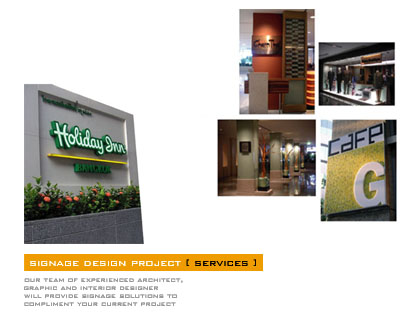 Holiday Inn
BANGKOK
Cafe
G
SIGNAGE DESIGN PROJECT [ SERVICES ]
OUR TEAM OF EXPERIENCED ARCHITECT,
GRAPHIC AND INTERIOR DESIGNER
WILL PROVIDE SIGNAGE SOLUTIONS TO
COMPLIMENT YOUR CURRENT PROJECT